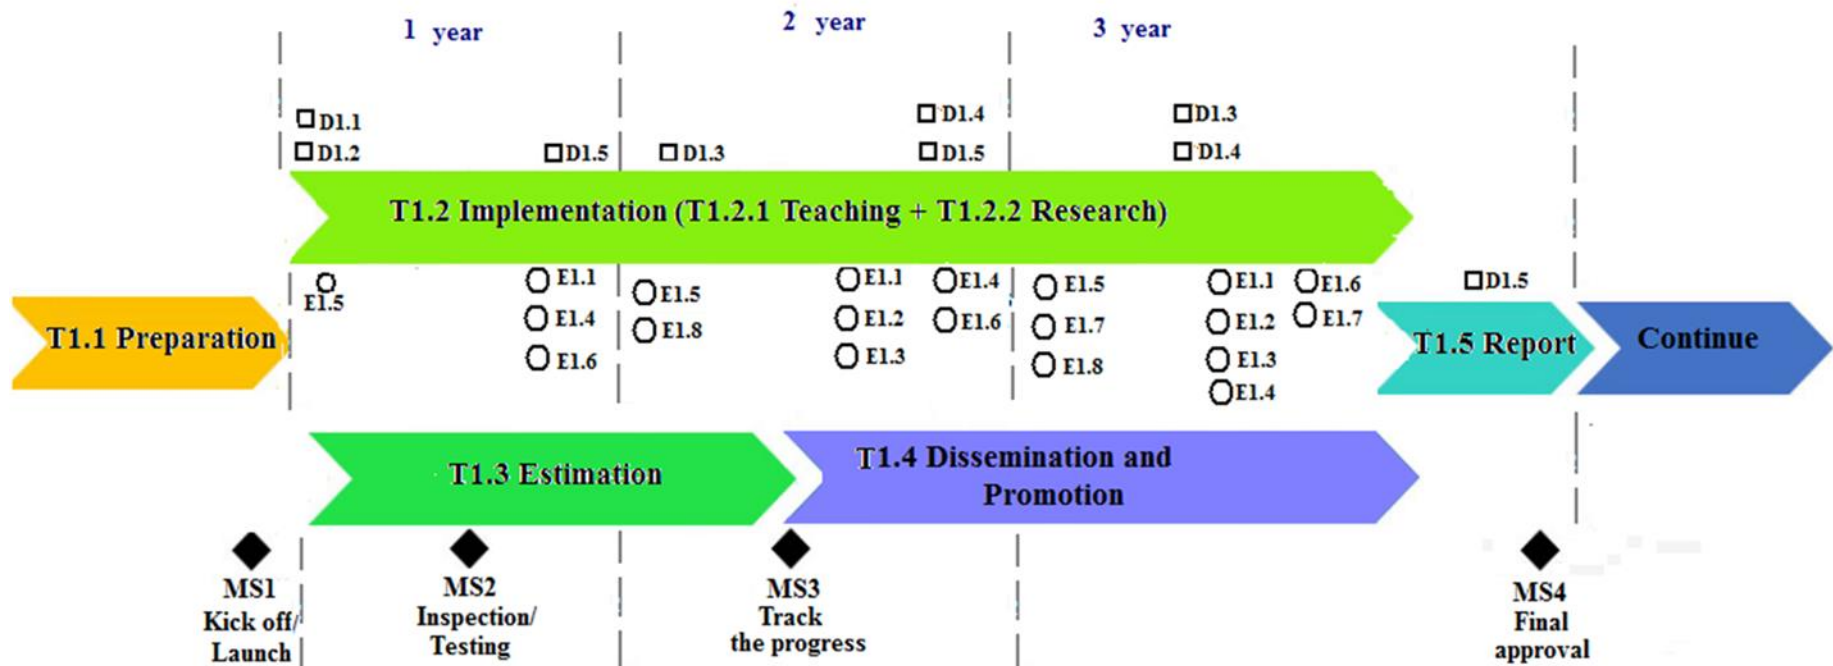 1 year
2 year
3 year
D1.1
D1.4
D1.3
D1.2
D1.5
D1.3
D1.5
D1.4
T1.2 Implementation (T1.2.1 Teaching + T1.2.2 Research)
E1.5
E1.1
E1.4
E1.6
E1.5
E1.8
E1.1
E1.2
E1.3
E1.4
E1.6
E1.5
E1.7
E1.8
E1.1
E1.2
E1.3
E1.4
E1.6
E1.7
D1.5
T1.1 Preparation
T1.5 Report
Continue
T1.3 Estimation
T1.4 Dissemination and
Promotion
MS1
Kick off/
Launch
MS2
Inspection/
Testing
MS3
Track
the progress
MS4
Final
approval